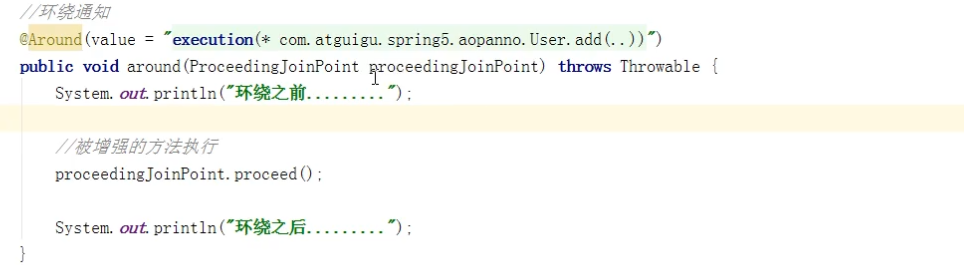 //环绕通知
@Around(value = "execution(* com.atguigu.spring5.aopanno.User.add(..))")
public void around(ProceedingJoinPoint proceedingJoinPoint) throws Throwable {
System.out.println("环绕之前.........");
//被增强的方法执行
proceedingJoinPoint.proceed();
System.out.println("环绕之后.........");
}